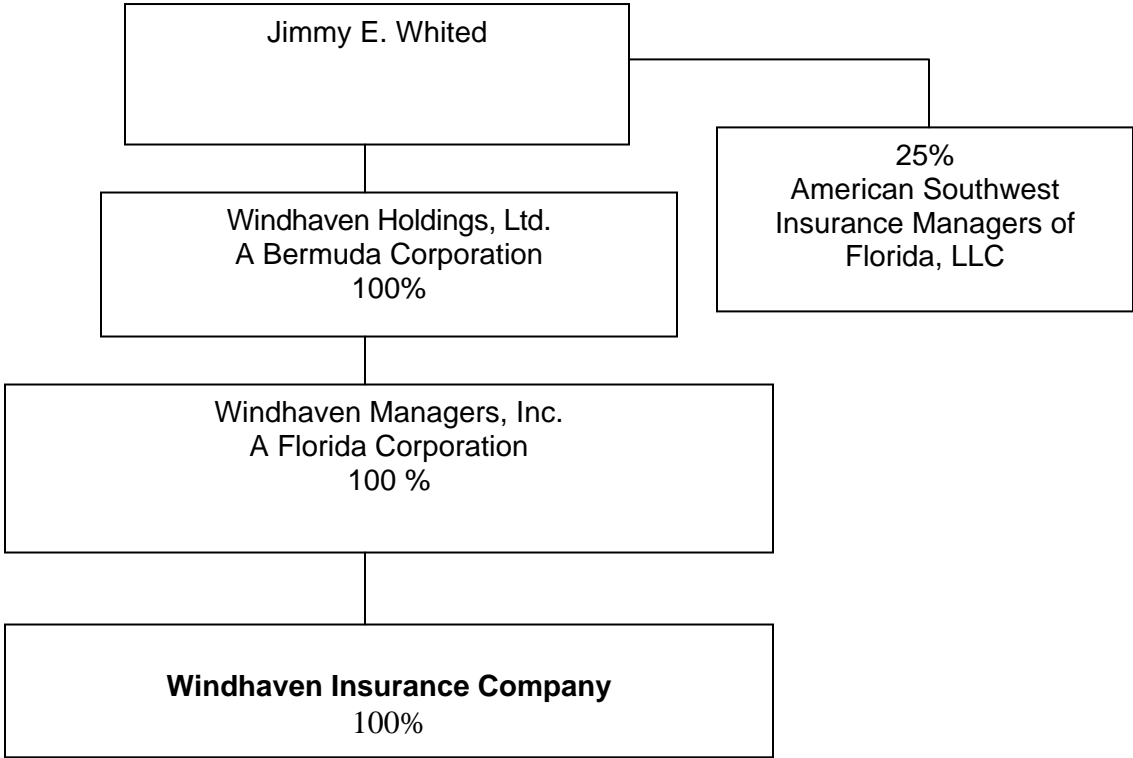 Jimmy E. Whited
25%
American Southwest
Insurance Managers of
Florida, LLC
Windhaven Holdings, Ltd.
A Bermuda Corporation
100%
Windhaven Managers, Inc.
A Florida Corporation
100 %
Windhaven Insurance Company
100%